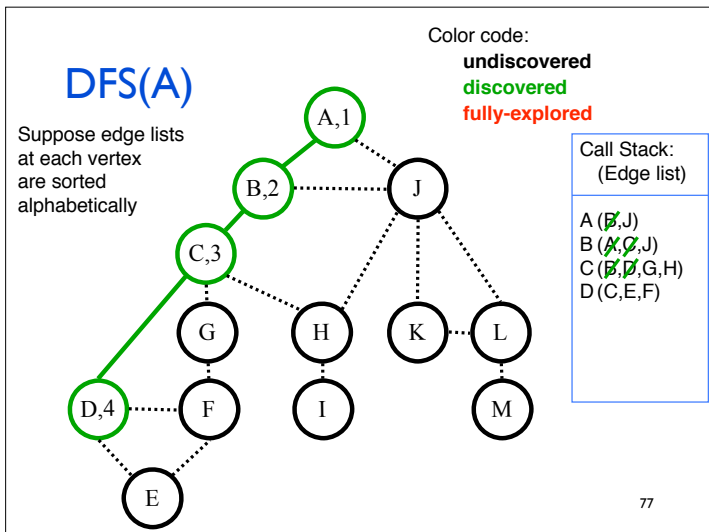 DFS(A)
Suppose edge lists
at each vertex
are sorted
alphabetically
Color code:
undiscovered
discovered
fully-explored
A,1
B,2
J
C,3
G
H
K
L
D,4
F
I
M
E
Call Stack:
(Edge list)
A (B,J)
B (A,C,J)
C (B,D,G,H)
D (C,E,F)
77